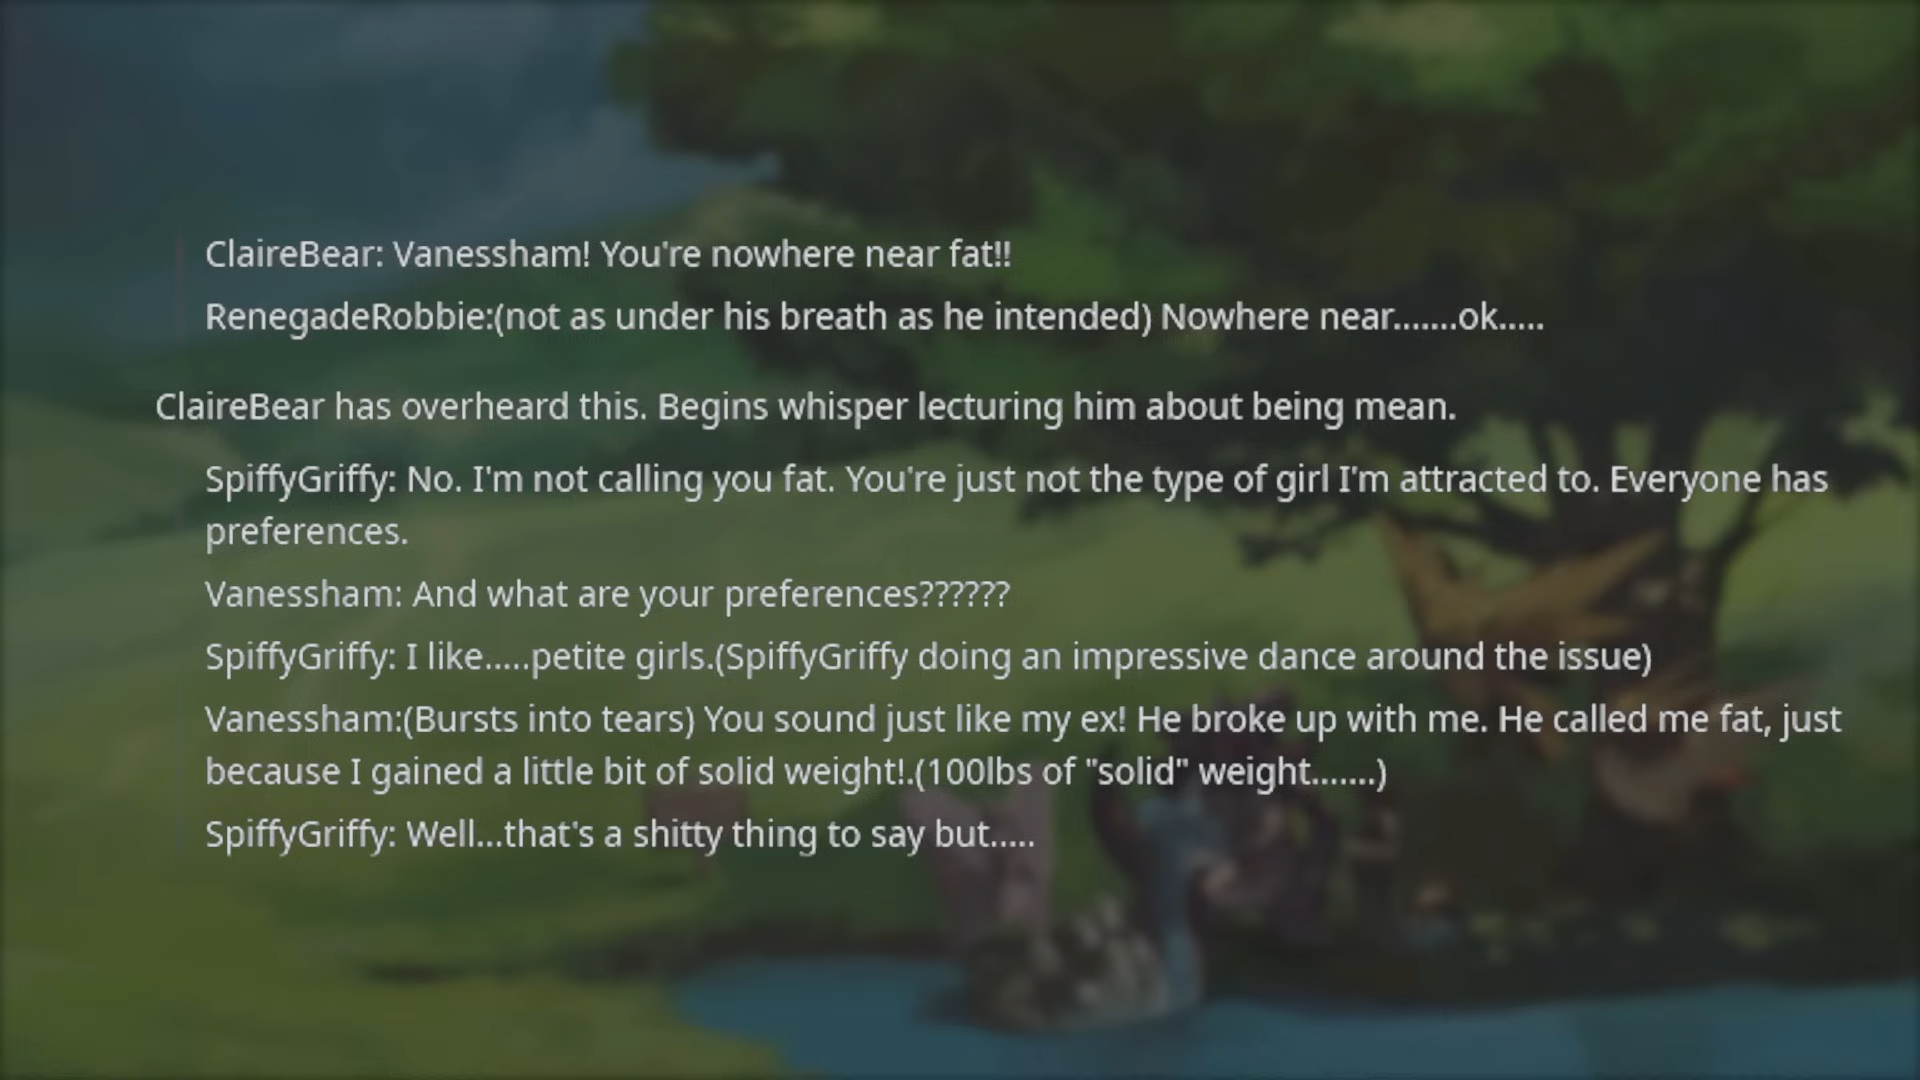 ClaireBear: Vanessham! You're nowhere near fat!!
RenegadeRobbie:(not as under his breath as he intended) Nowhere near.......ok.....
ClaireBear has overheard this. Begins whisper lecturing him about being mean.
SpiffyGriffy: No. I'm not calling you fat. You're just not the type of girl I'm attracted to. Everyone has
preferences.
Vanessham: And what are your preferences??????
SpiffyGriffy: I like.....petite girls.(SpiffyGriffy doing an impressive dance around the issue)
Vanessham:(Bursts into tears) You sound just like my ex! He broke up with me. He called me fat, just
because I gained a little bit of solid weight!.(100lbs of "solid" weight.......)
SpiffyGriffy: Well...that's a shitty thing to say but.....